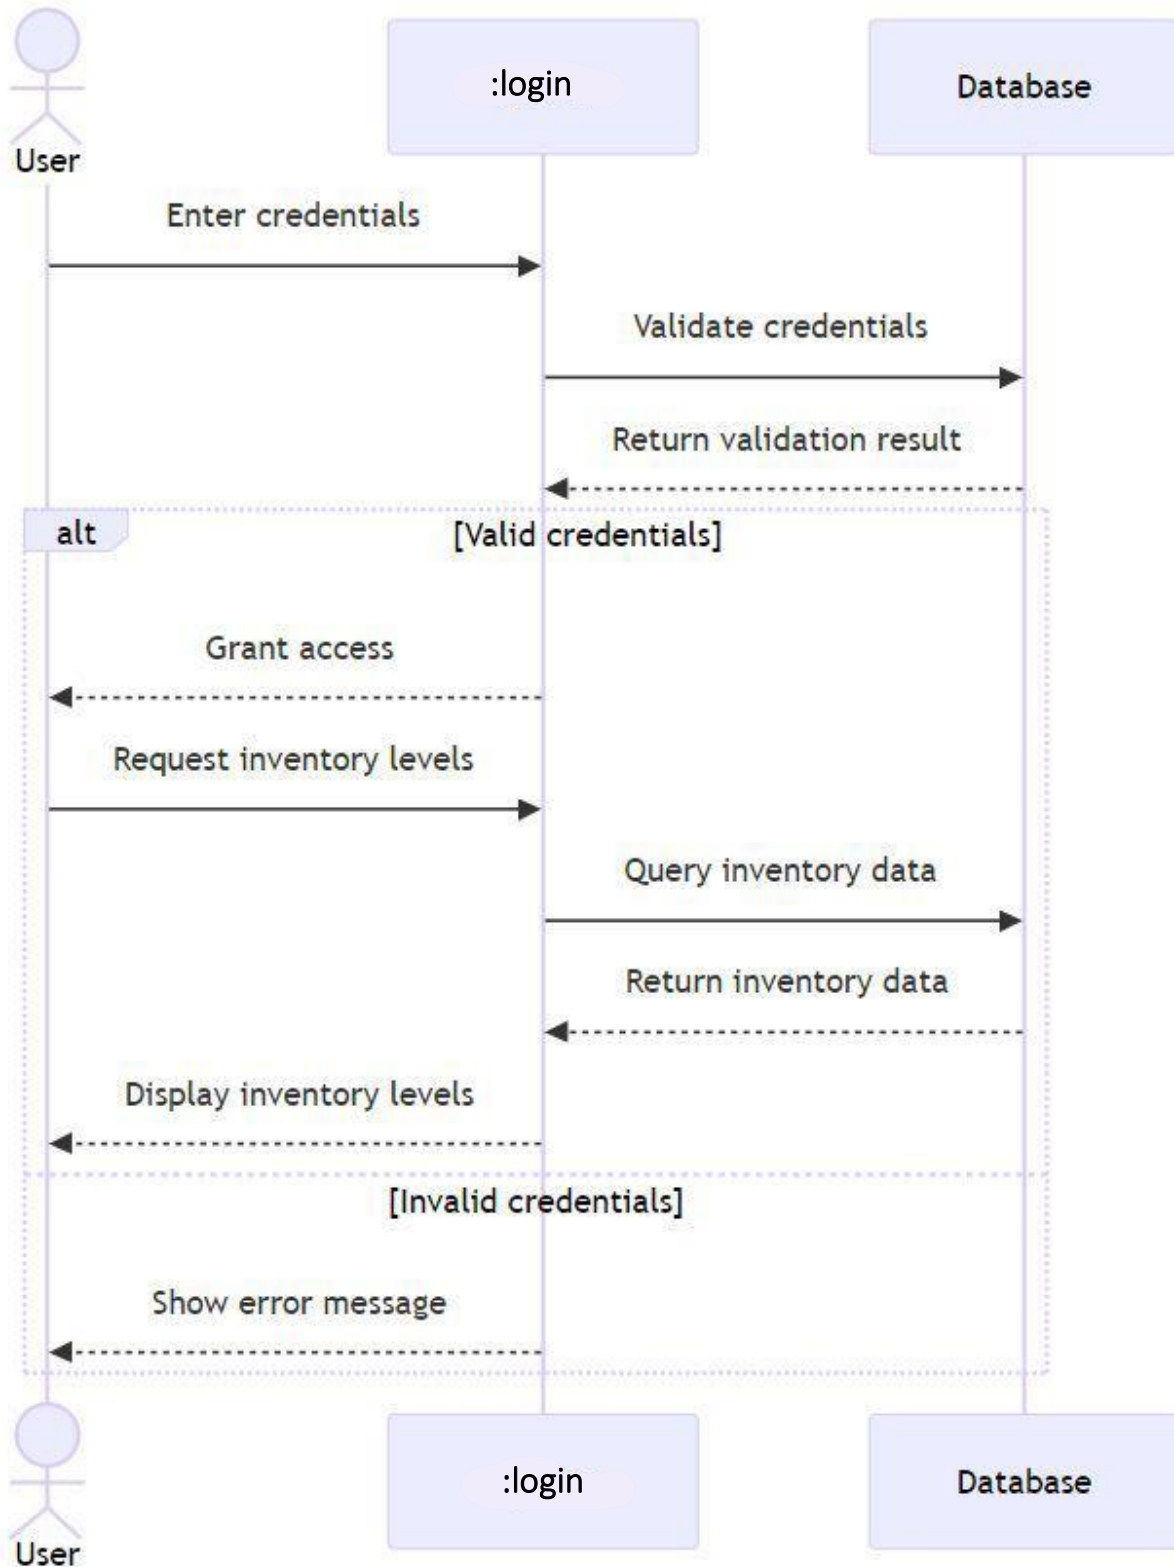 :login
Database
User
Enter credentials
Validate credentials
Return validation result
alt
[Valid credentials]
Grant access
Request inventory levels
Query inventory data
Return inventory data
Display inventory levels
[Invalid credentials]
Show error message
:login
Database
User